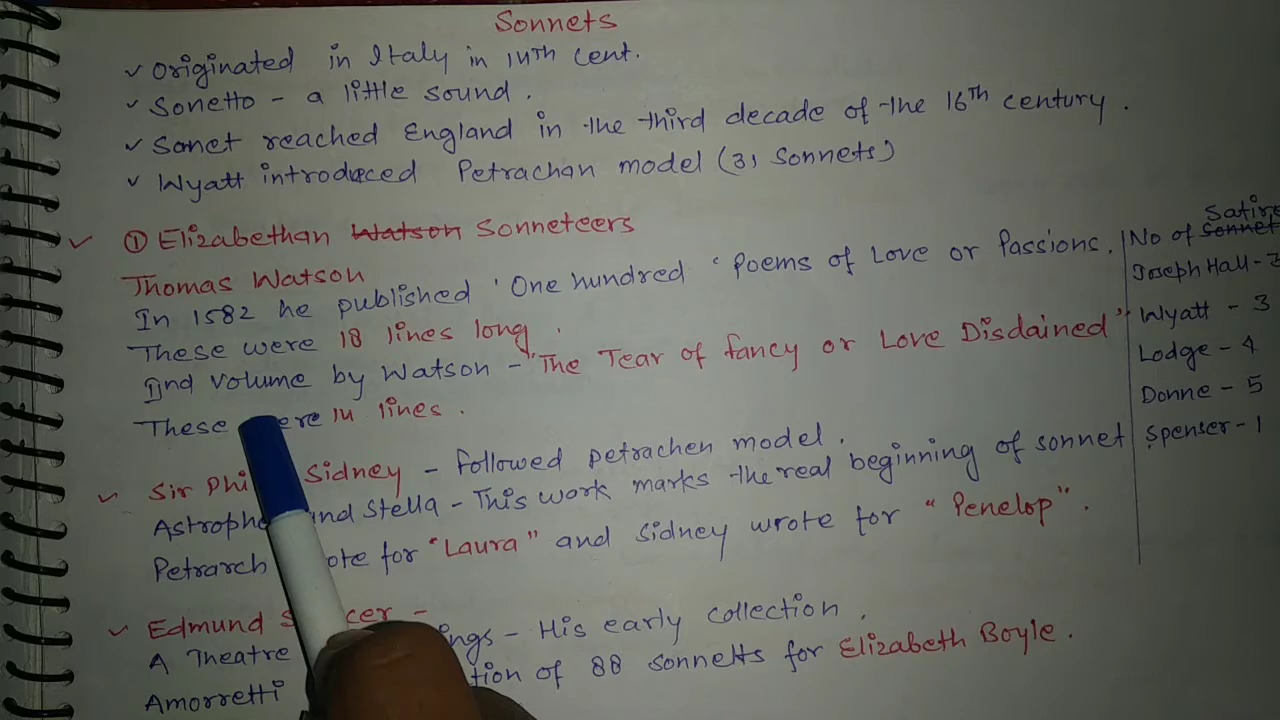 Sonnets
Originated in Italy in 14th cent.
Sonetto - a little sound.
Sonet reached England in the third decade of the 16th century.
Wyatt introduced Petrachan model (31 Sonnets)
① Elizabethan Watson Sonneteers
Thomas Watson
In 1582 he published 'One hundred 'Poems of Love or Passions.
These were 18 lines long.
IInd volume by Watson - "The Tear of fancy or Love Disdained"
These ere 14 lines.
Sir Phi Sidney - followed petrachen model.
Astrophe and Stella - This work marks the real beginning of sonnet
Petrarch ote for "Laura" and sidney wrote for "Penelop".
Edmund S cer -
A Theatre ings - His early collection.
Amorretti tion of 88 sonnetts for Elizabeth Boyle.
Satire
No of sonnet
Joseph Hall -
Wyatt - 3
Lodge - 4
Donne - 5
Spenser - 1